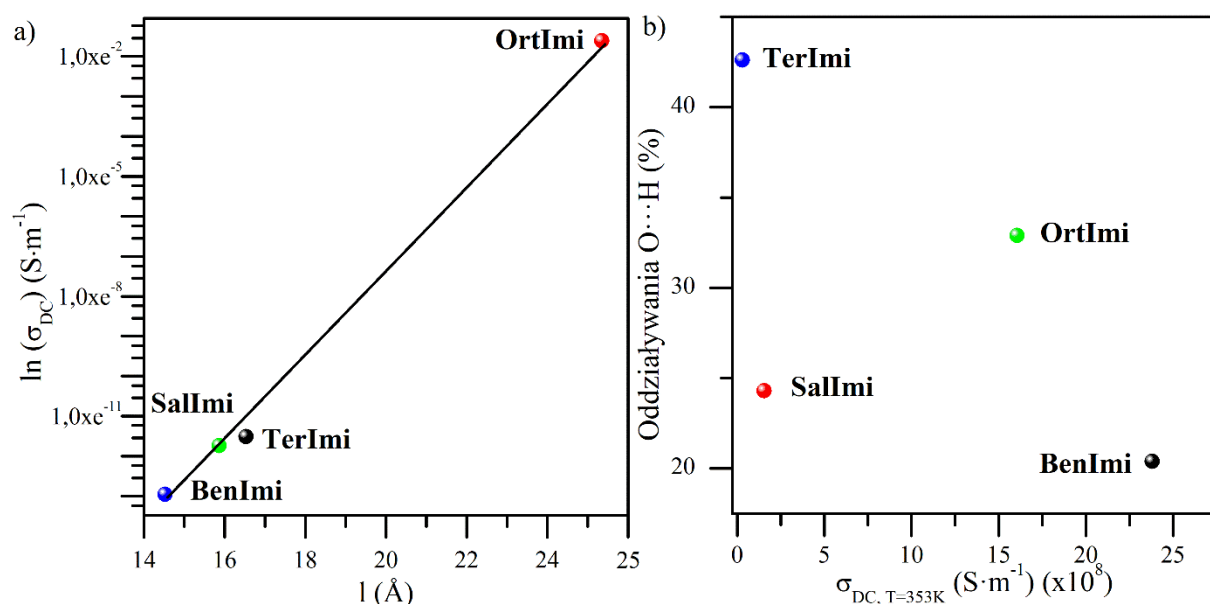 a)
ln (σDC) (S·m⁻¹)
1,0xe⁻²
1,0xe⁻⁵
1,0xe⁻⁸
1,0xe⁻¹¹
OrtImi
SalImi
TerImi
BenImi
14 16 18 20 22 24 25
l (Å)
b)
Oddziaływania O···H (%)
40
30
20
TerImi
OrtImi
SalImi
BenImi
0 5 10 15 20 25
σDC, T=353K (S·m⁻¹) (x10⁸)